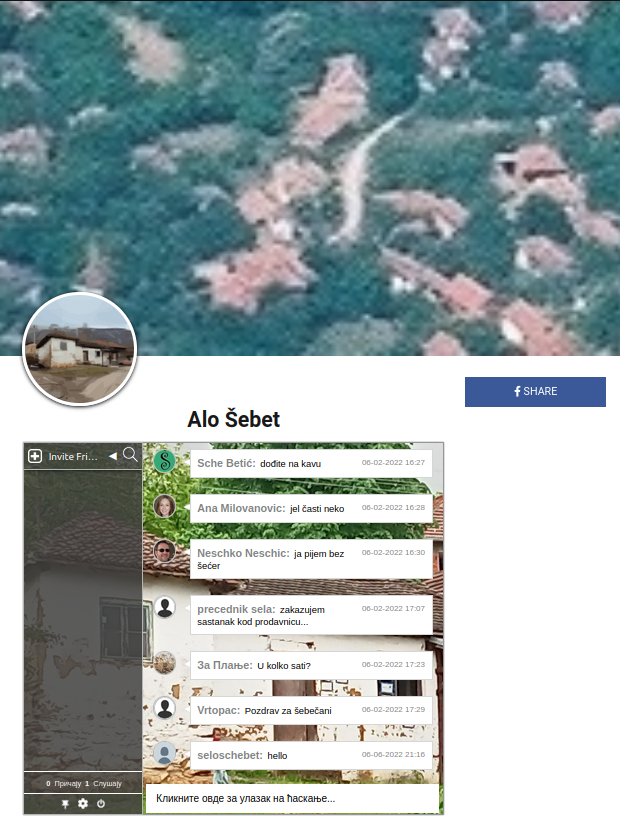 SHARE
Alo Šebet
Invite Fri...
Sche Betić: dođite na kavu 06-02-2022 16:27
Ana Milovanovic: jel časti neko 06-02-2022 16:28
Neschko Neschic: ja pijem bez 06-02-2022 16:30
šećer
precednik sela: zakazujem 06-02-2022 17:07
sastanak kod prodavnicu...
За Плање: U kolko sati? 06-02-2022 17:23
Vrtopac: Pozdrav za šebečani 06-02-2022 17:29
seloschebet: hello 06-06-2022 21:16
0 Причају 1 Слушају
Кликните овде за улазак на ћаскање...